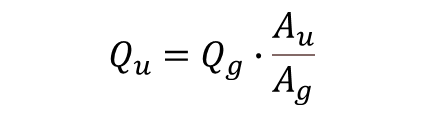 Q_u = Q_g · A_u / A_g